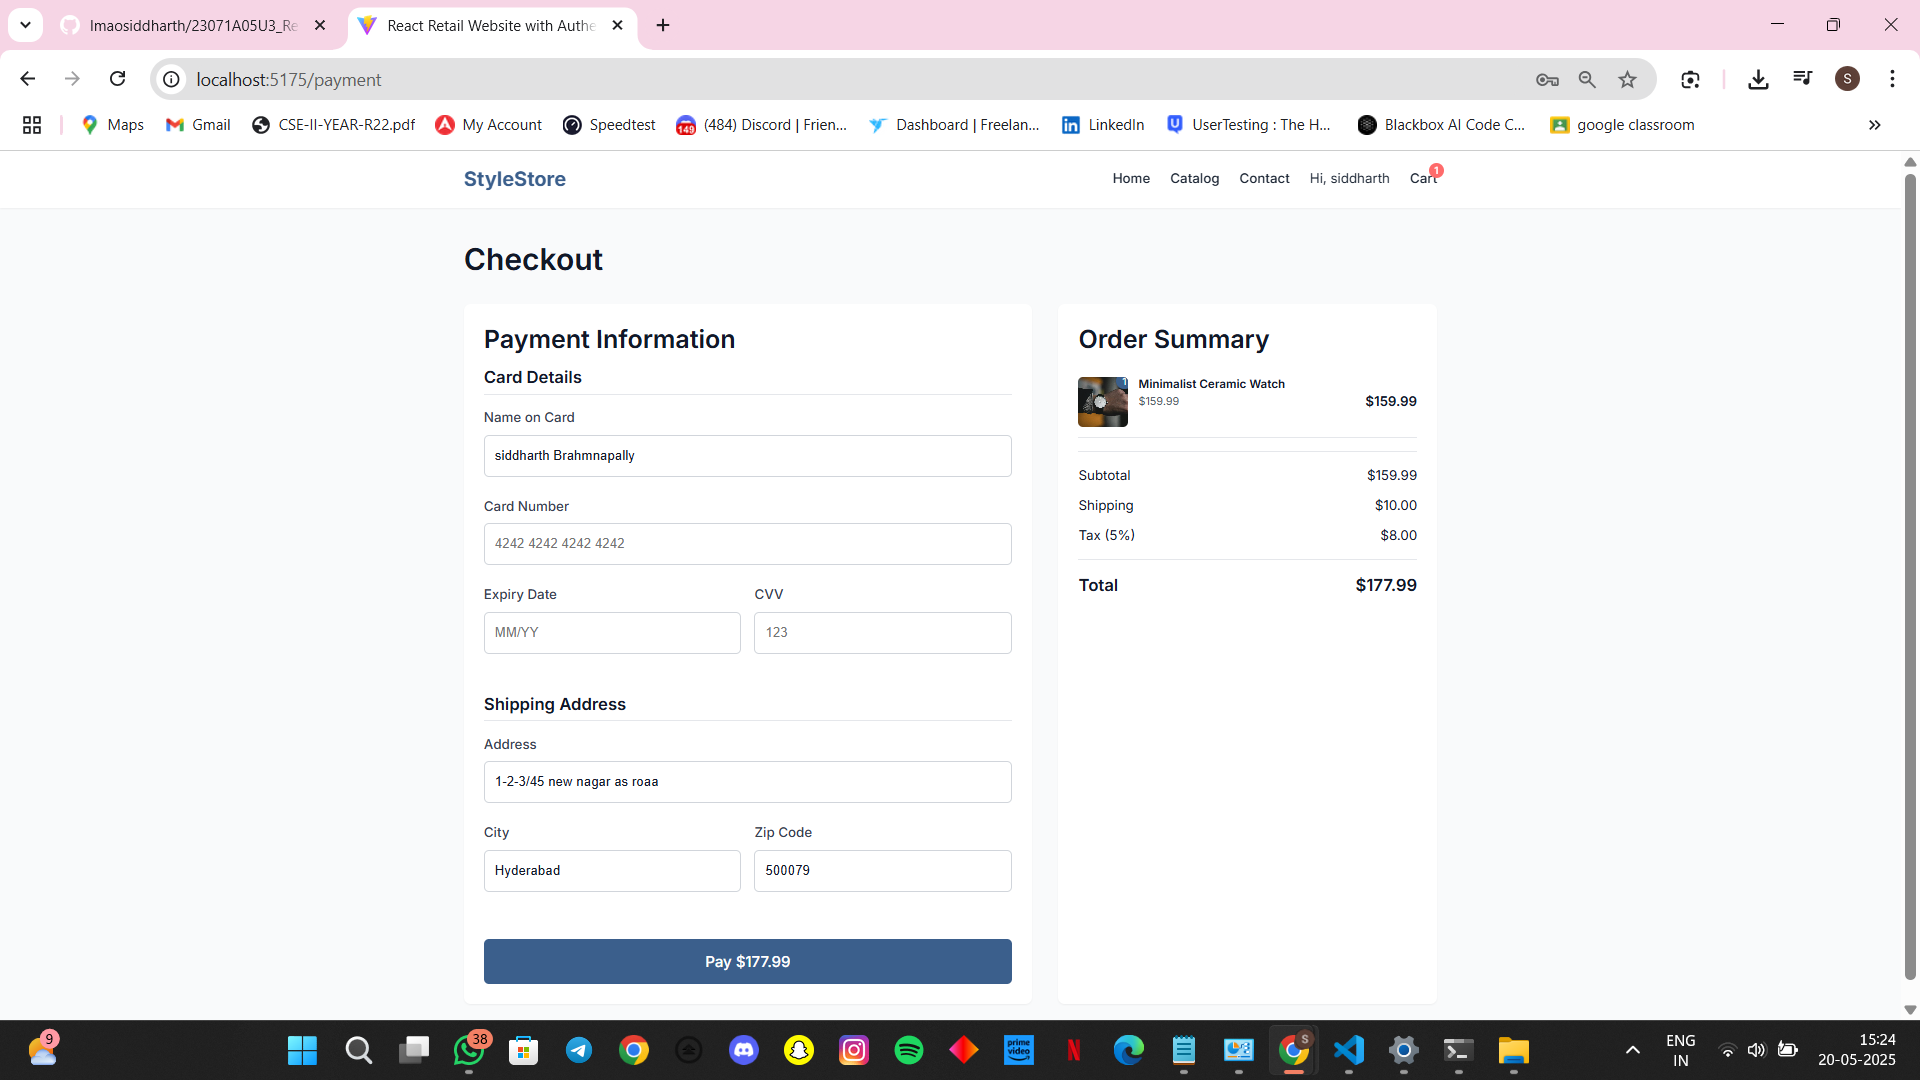 lmaosiddharth/23071A05U3_Re
React Retail Website with Authe
localhost:5175/payment
S
Maps
Gmail
CSE-II-YEAR-R22.pdf
My Account
Speedtest
149
(484) Discord | Frien...
Dashboard | Freelan...
LinkedIn
UserTesting : The H...
Blackbox AI Code C...
google classroom
StyleStore
Home
Catalog
Contact
Hi, siddharth
Cart
1
Checkout
Payment Information
Card Details
Name on Card
siddharth Brahmnapally
Card Number
4242 4242 4242 4242
Expiry Date
CVV
MM/YY
123
Shipping Address
Address
1-2-3/45 new nagar as roaa
City
Zip Code
Hyderabad
500079
Pay $177.99
Order Summary
1
Minimalist Ceramic Watch
$159.99
$159.99
Subtotal
$159.99
Shipping
$10.00
Tax (5%)
$8.00
Total
$177.99
9
38
prime video
S
ENG
IN
15:24
20-05-2025